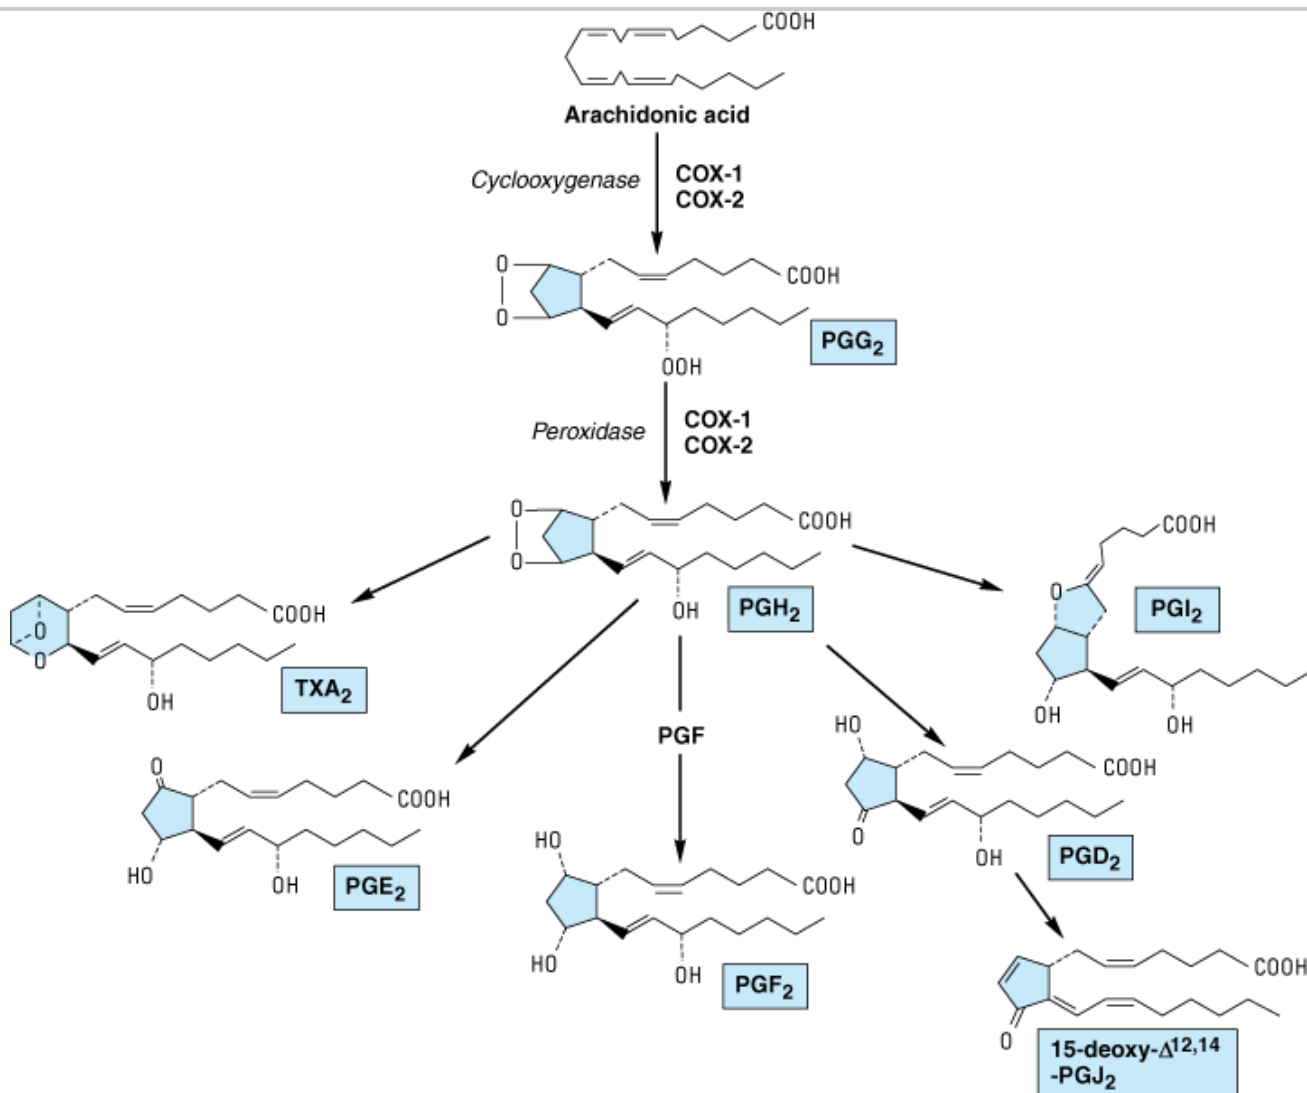 COOH
Arachidonic acid
Cyclooxygenase
COX-1
COX-2
O
O
COOH
OOH
PGG2
Peroxidase
COX-1
COX-2
O
O
COOH
OH
PGH2
COOH
O
O
OH
TXA2
COOH
O
OH
OH
PGI2
PGF
O
COOH
HO
OH
PGE2
HO
COOH
O
OH
PGD2
HO
COOH
HO
OH
PGF2
COOH
O
15-deoxy-Δ12,14
-PGJ2